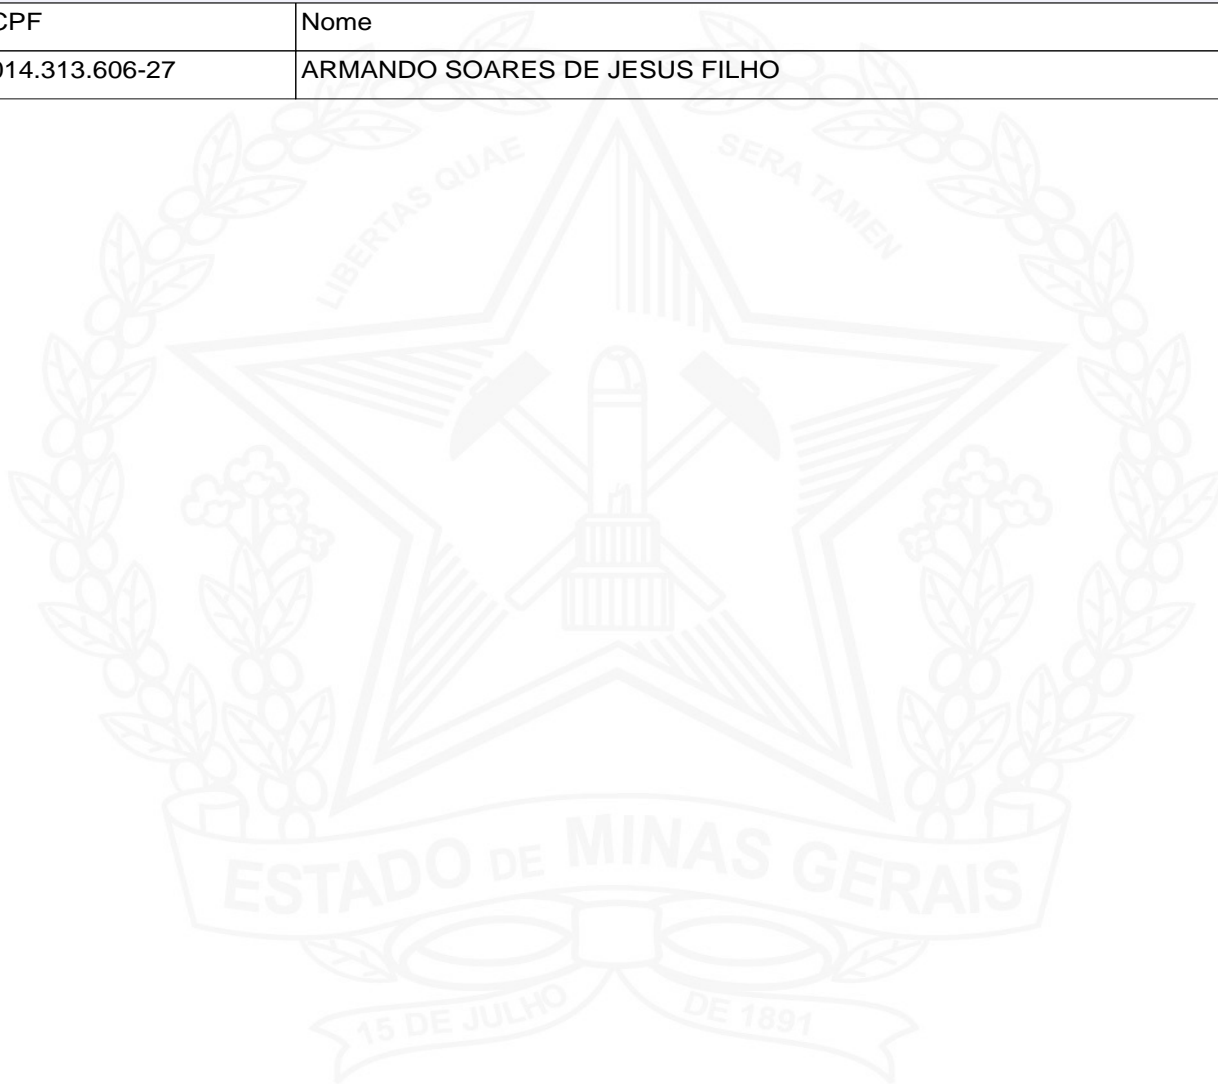 CPF Nome
014.313.606-27 ARMANDO SOARES DE JESUS FILHO
LIBERTAS QUAE SERA TAMEN
ESTADO DE MINAS GERAIS
15 DE JULHO DE 1891